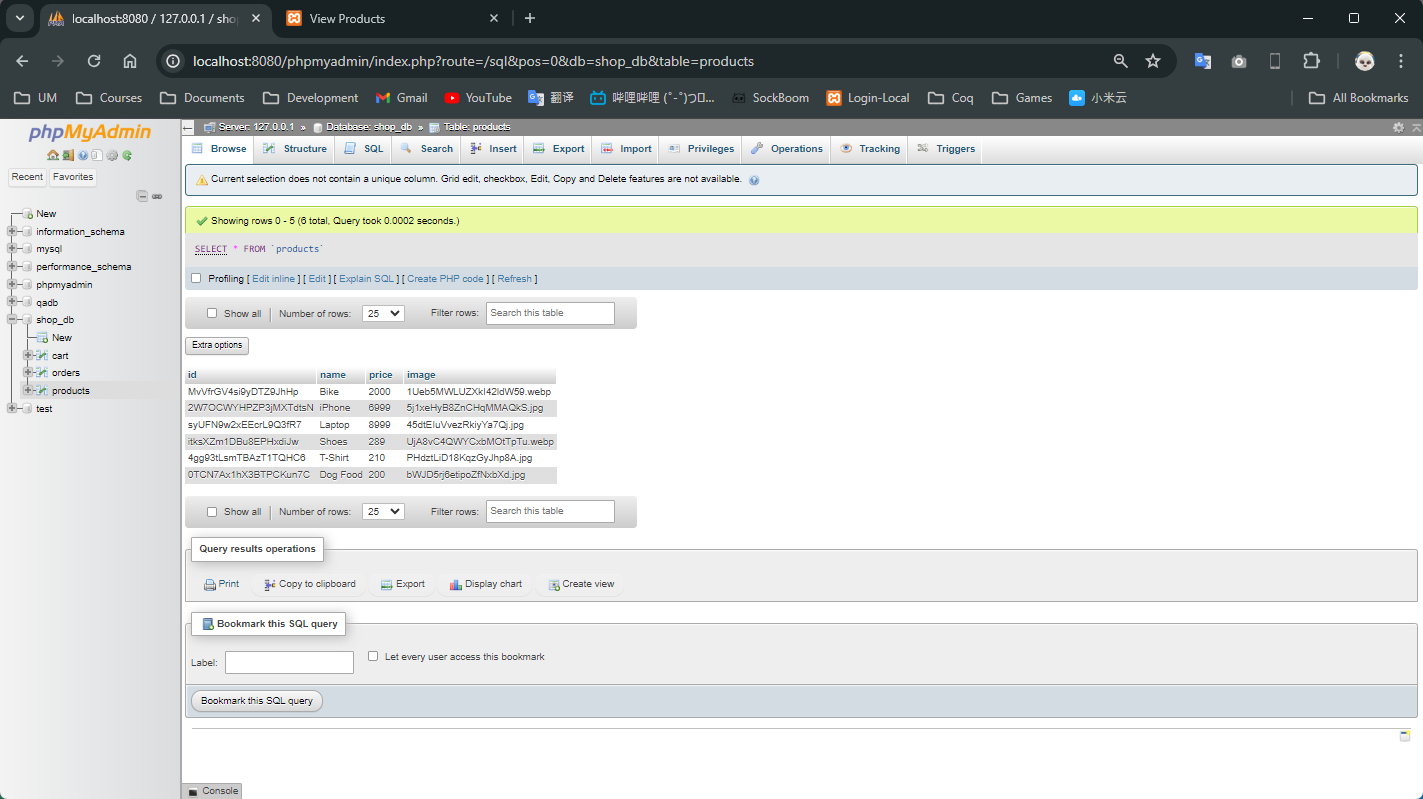 localhost:8080 / 127.0.0.1 / sho
View Products
localhost:8080/phpmyadmin/index.php?route=/sql&pos=0&db=shop_db&table=products
UM
Courses
Documents
Development
Gmail
YouTube
翻译
哔哩哔哩 (゜-゜)つロ...
SockBoom
Login-Local
Coq
Games
小米云
All Bookmarks
phpMyAdmin
Recent
Favorites
New
information_schema
mysql
performance_schema
phpmyadmin
qadb
shop_db
New
cart
orders
products
test
Server: 127.0.0.1 » Database: shop_db » Table: products
Browse
Structure
SQL
Search
Insert
Export
Import
Privileges
Operations
Tracking
Triggers
Current selection does not contain a unique column. Grid edit, checkbox, Edit, Copy and Delete features are not available.
Showing rows 0 - 5 (6 total, Query took 0.0002 seconds.)
SELECT * FROM `products`
Profiling [ Edit inline ] [ Edit ] [ Explain SQL ] [ Create PHP code ] [ Refresh ]
Show all | Number of rows: 25 Filter rows: Search this table
Extra options
id name price image
MvVfrGV4si9yDTZ9JhHp Bike 2000 1Ueb5MWLUZXkI42ldW59.webp
2W7OCWYHPZP3jMXTdtsN iPhone 6999 5j1xeHyB8ZnCHqMMAQkS.jpg
syUFN9w2xEEorL9Q3fR7 Laptop 8999 45dtEIuVvezRkiyYa7Qj.jpg
itksXZm1DBu8EPHxdiJw Shoes 289 UjA8vC4QWYCxbMOtTpTu.webp
4gg93tLsmTBAzT1TQHC6 T-Shirt 210 PHdztLiD18KqzGyJhp8A.jpg
0TCN7Ax1hX3BTPCKun7C Dog Food 200 bWJD5rj6etipoZfNxbXd.jpg
Show all | Number of rows: 25 Filter rows: Search this table
Query results operations
Print
Copy to clipboard
Export
Display chart
Create view
Bookmark this SQL query
Label:
Let every user access this bookmark
Bookmark this SQL query
Console